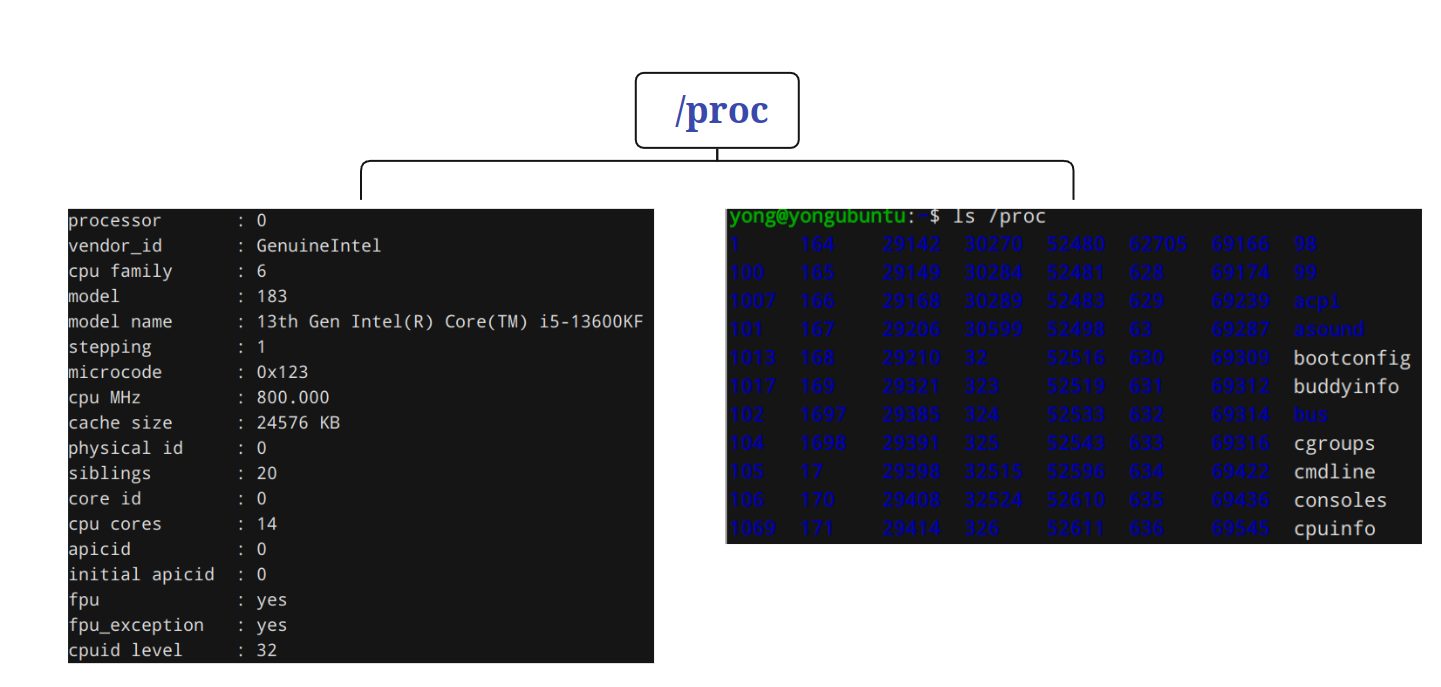 /proc
processor : 0
vendor_id : GenuineIntel
cpu family : 6
model : 183
model name : 13th Gen Intel(R) Core(TM) i5-13600KF
stepping : 1
microcode : 0x123
cpu MHz : 800.000
cache size : 24576 KB
physical id : 0
siblings : 20
core id : 0
cpu cores : 14
apicid : 0
initial apicid : 0
fpu : yes
fpu_exception : yes
cpuid level : 32
yong@yongubuntu:~$ ls /proc
1 164 29142 30270 52480 62705 69166 98
100 165 29149 30284 52481 628 69174 99
1007 166 29168 30289 52483 629 69239 acpi
101 167 29206 30599 52498 63 69287 asound
1013 168 29210 32 52516 630 69309 bootconfig
1017 169 29321 323 52519 631 69312 buddyinfo
102 1697 29385 324 52533 632 69314 bus
104 1698 29391 325 52543 633 69316 cgroups
105 17 29398 32515 52596 634 69422 cmdline
106 170 29408 32524 52610 635 69436 consoles
1069 171 29414 326 52611 636 69545 cpuinfo